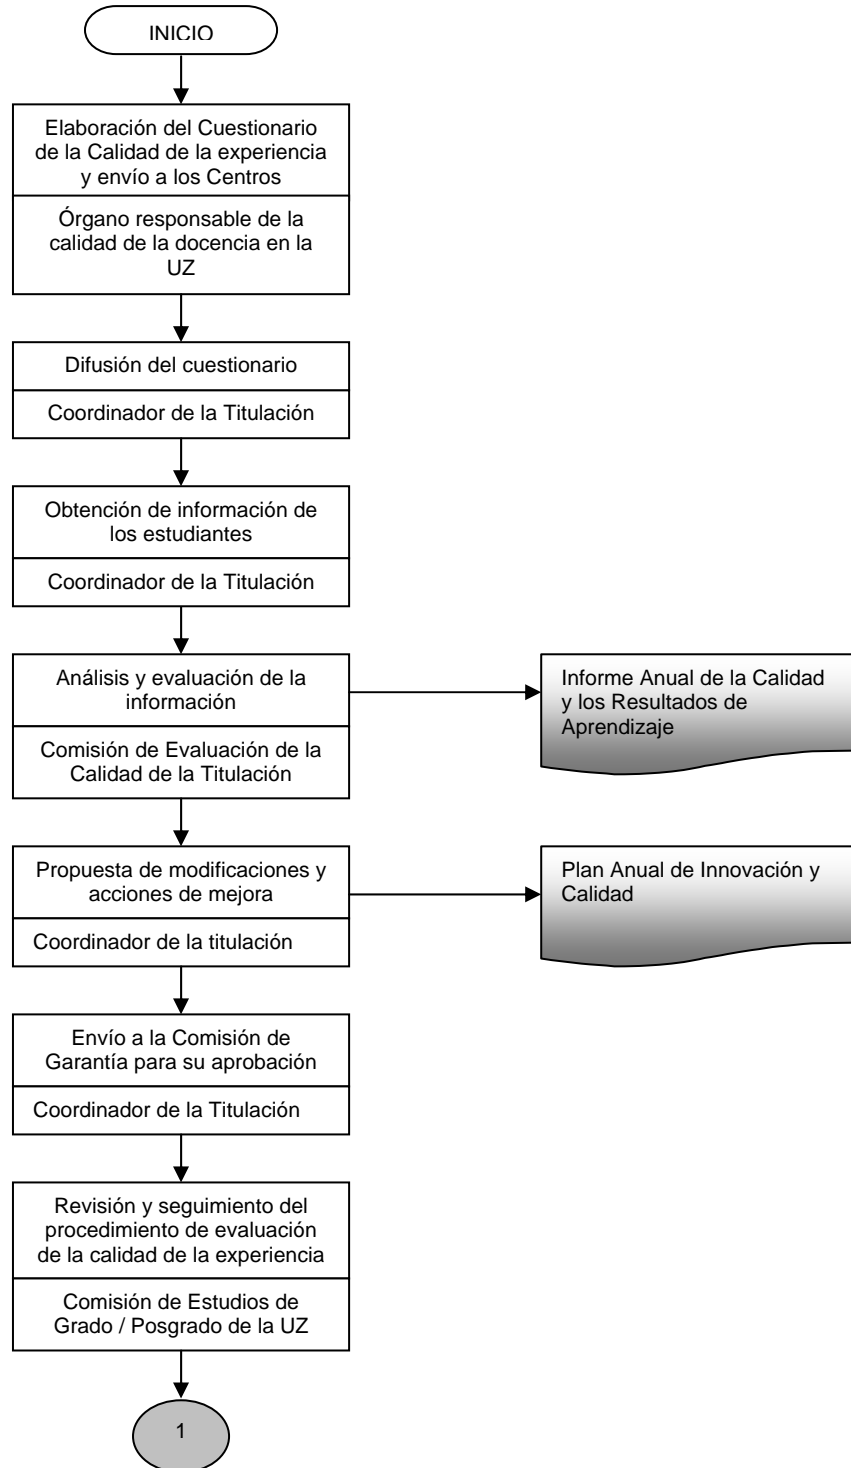 INICIO
Elaboración del Cuestionario
de la Calidad de la experiencia
y envío a los Centros
Órgano responsable de la
calidad de la docencia en la
UZ
Difusión del cuestionario
Coordinador de la Titulación
Obtención de información de
los estudiantes
Coordinador de la Titulación
Análisis y evaluación de la
información
Comisión de Evaluación de la
Calidad de la Titulación
Informe Anual de la Calidad
y los Resultados de
Aprendizaje
Propuesta de modificaciones y
acciones de mejora
Coordinador de la titulación
Plan Anual de Innovación y
Calidad
Envío a la Comisión de
Garantía para su aprobación
Coordinador de la Titulación
Revisión y seguimiento del
procedimiento de evaluación
de la calidad de la experiencia
Comisión de Estudios de
Grado / Posgrado de la UZ
1